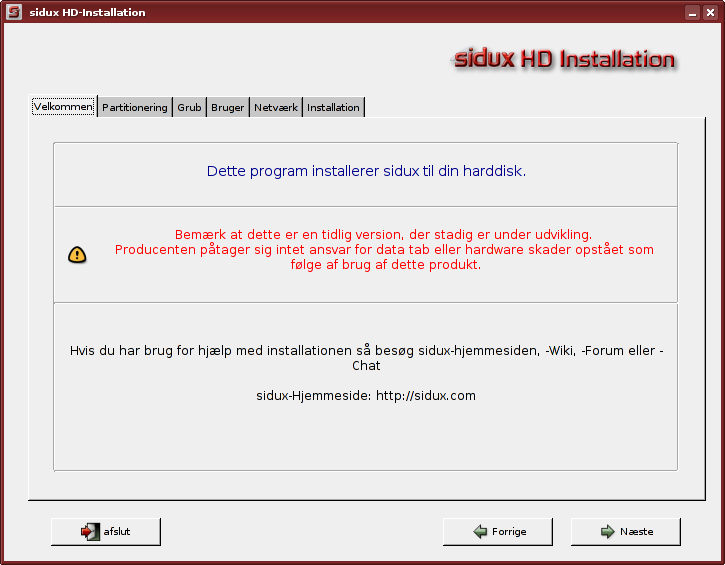 sidux HD-Installation
sidux HD Installation
Velkommen Partitionering Grub Bruger Netværk Installation
Dette program installerer sidux til din harddisk.
Bemærk at dette er en tidlig version, der stadig er under udvikling.
Producenten påtager sig intet ansvar for data tab eller hardware skader opstået som
følge af brug af dette produkt.
Hvis du har brug for hjælp med installationen så besøg sidux-hjemmesiden, -Wiki, -Forum eller -
Chat
sidux-Hjemmeside: http://sidux.com
afslut Forrige Næste